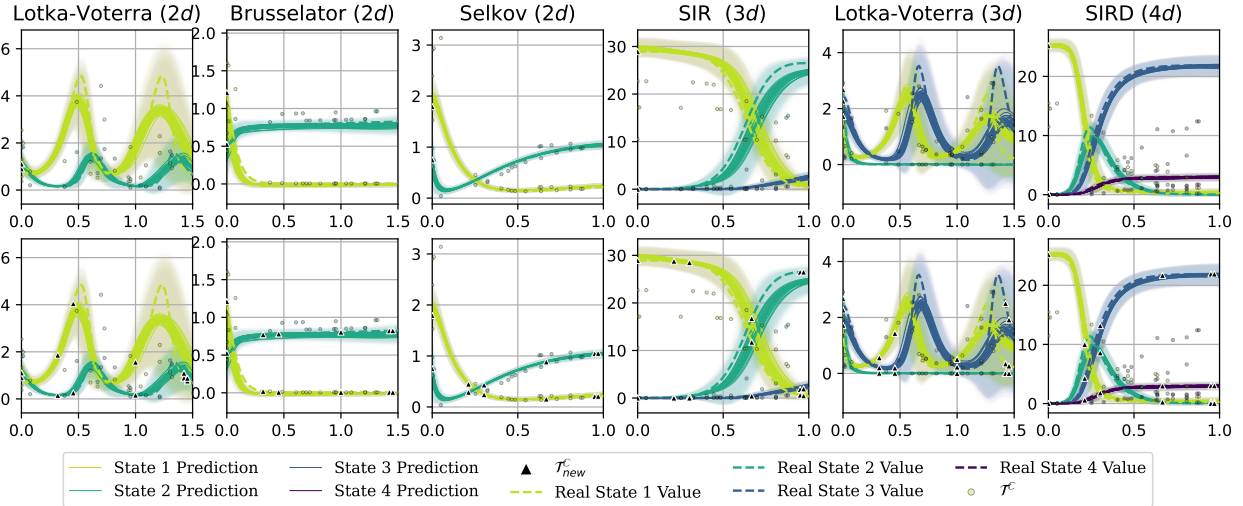 Lotka-Voterra (2d) Brusselator (2d) Selkov (2d) SIR (3d) Lotka-Voterra (3d) SIRD (4d)
6 4 2 0
2.0 1.5 1.0 0.5 0.0
3 2 1 0
30 20 10 0
4 2 0
20 10 0
0.0 0.5 1.0 1.5 0.0 0.5 1.0 1.5 0.0 0.5 1.0 0.0 0.5 1.0 0.0 0.5 1.0 1.5 0.0 0.5 1.0
6 4 2 0
2.0 1.5 1.0 0.5 0.0
3 2 1 0
30 20 10 0
4 2 0
20 10 0
0.0 0.5 1.0 1.5 0.0 0.5 1.0 1.5 0.0 0.5 1.0 0.0 0.5 1.0 0.0 0.5 1.0 1.5 0.0 0.5 1.0
State 1 Prediction
State 2 Prediction
State 3 Prediction
State 4 Prediction
𝒯^C_new
Real State 1 Value
Real State 2 Value
Real State 3 Value
Real State 4 Value
𝒯^C